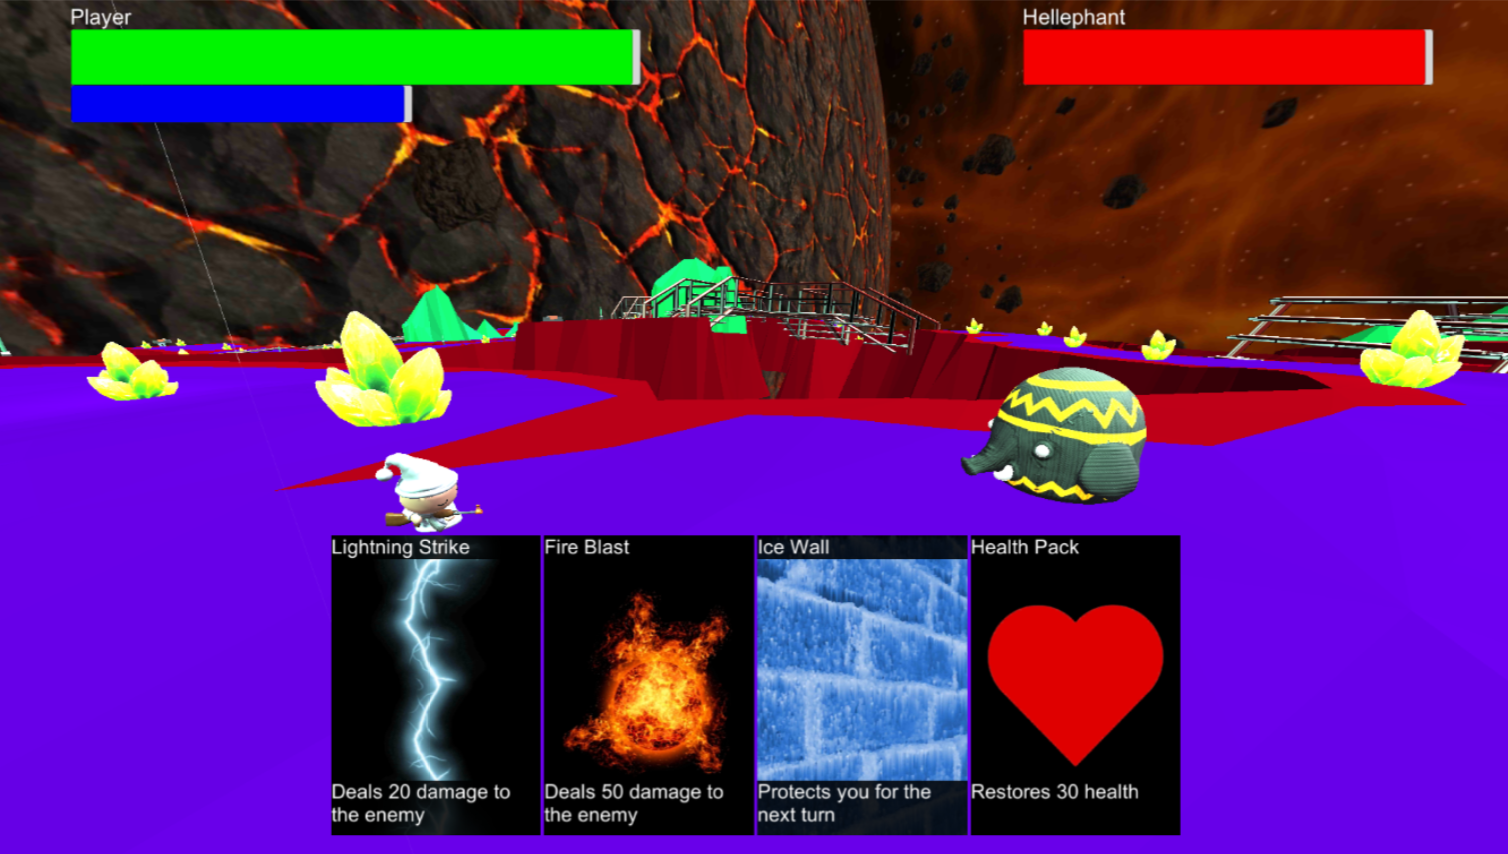 Player
Hellephant
Lightning Strike
Deals 20 damage to
the enemy
Fire Blast
Deals 50 damage to
the enemy
Ice Wall
Protects you for the
next turn
Health Pack
Restores 30 health